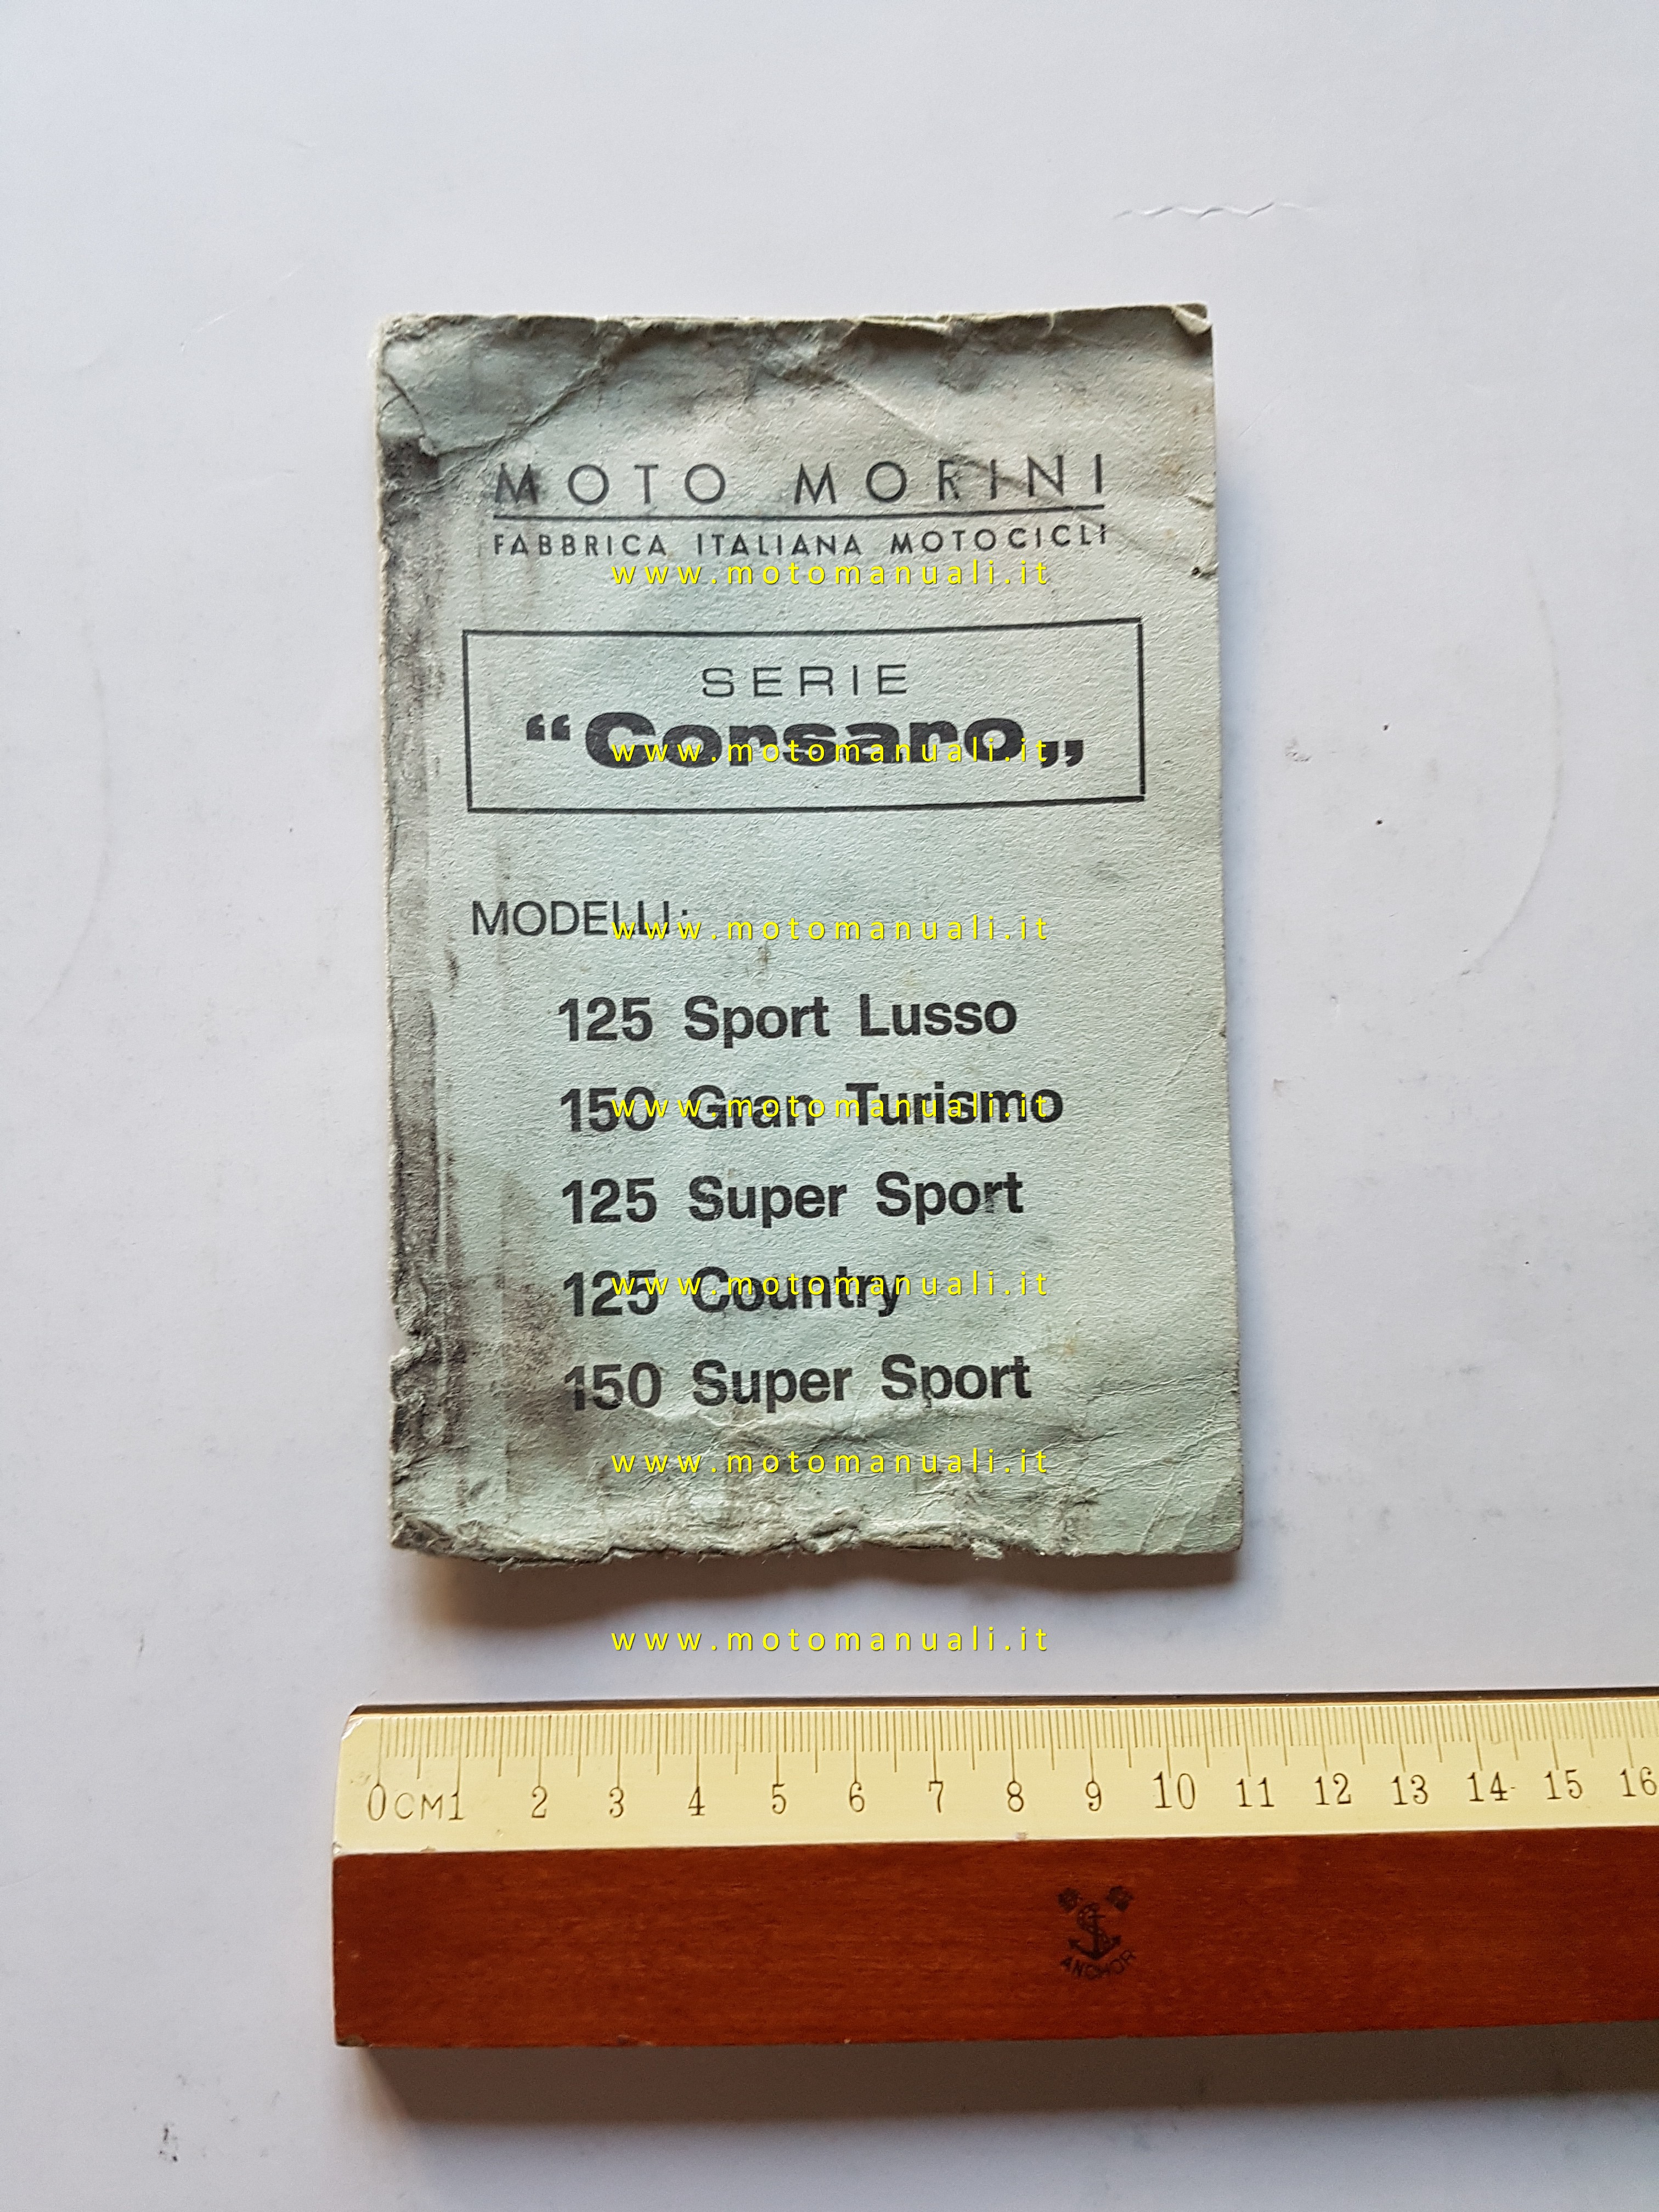 MOTO MORINI
FABBRICA ITALIANA MOTOCICLI
www.motomanuali.it
SERIE
“Corsaro„
www.motomanuali.it
MODELLI:
www.motomanuali.it
125 Sport Lusso
150 Gran Turismo
www.motomanuali.it
125 Super Sport
125 Country
www.motomanuali.it
150 Super Sport
www.motomanuali.it
www.motomanuali.it
0 CM 1 2 3 4 5 6 7 8 9 10 11 12 13 14 15 16
ANCHOR